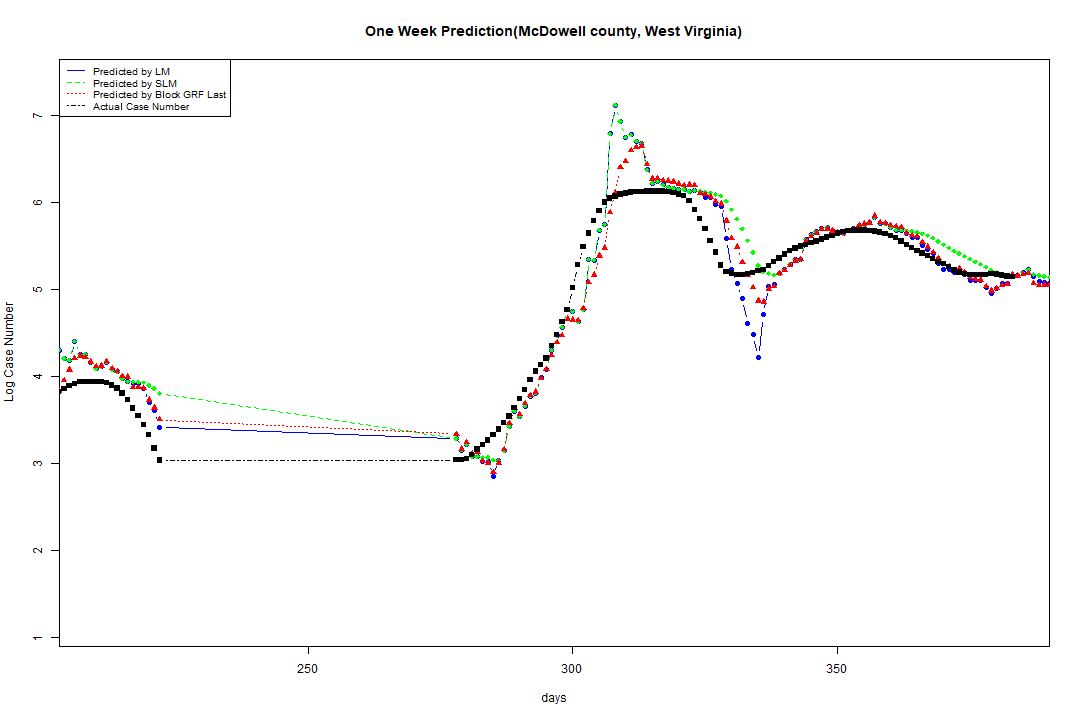 One Week Prediction(McDowell county, West Virginia)
Predicted by LM
Predicted by SLM
Predicted by Block GRF Last
Actual Case Number
7
6
5
4
3
2
1
Log Case Number
250
300
350
days